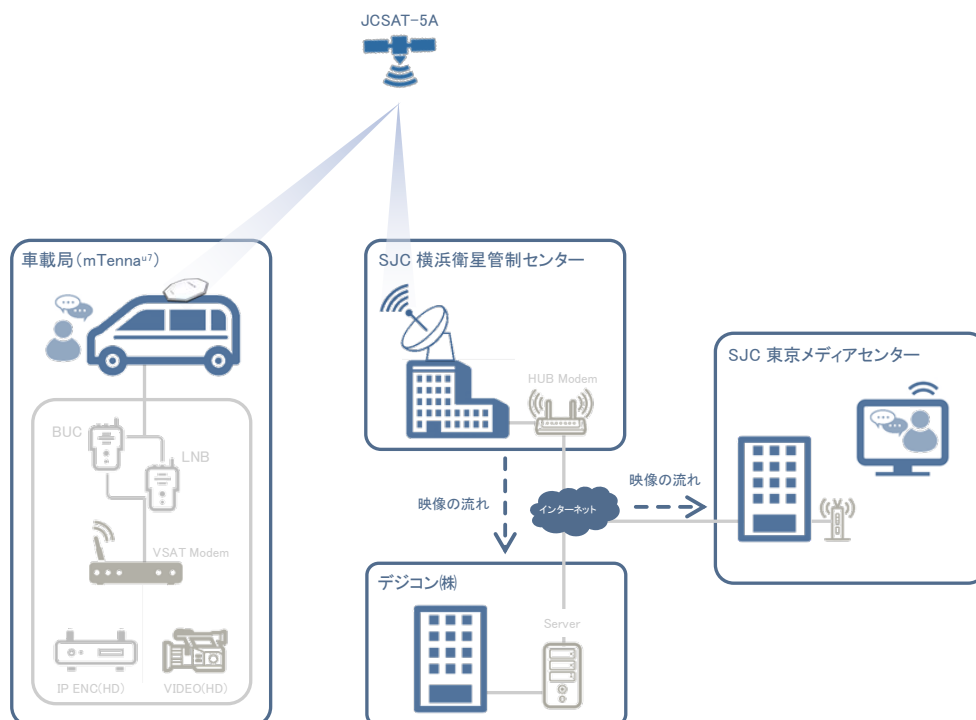 JCSAT-5A
車載局(mTennaᵘ⁷)
BUC
LNB
VSAT Modem
IP ENC(HD)
VIDEO(HD)
SJC 横浜衛星管制センター
HUB Modem
映像の流れ
インターネット
映像の流れ
SJC 東京メディアセンター
デジコン㈱
Server